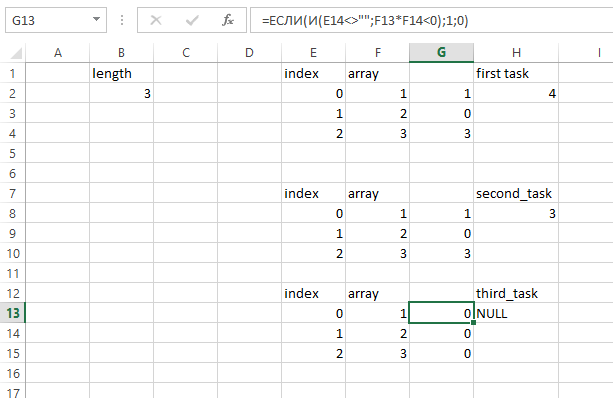 G13 =ЕСЛИ(И(E14<>"";F13*F14<0);1;0)
A B C D E F G H I
1 length index array first task
2 3 0 1 1 4
3 1 2 0
4 2 3 3
5
6
7 index array second_task
8 0 1 1 3
9 1 2 0
10 2 3 3
11
12 index array third_task
13 0 1 0 NULL
14 1 2 0
15 2 3 0
16
17